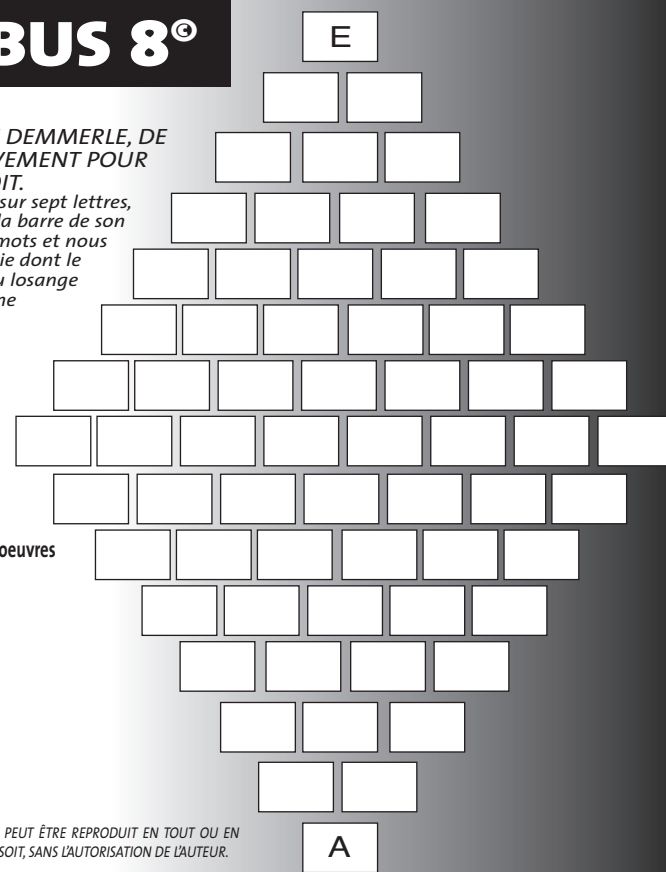 BUS 8©
E
DEMMERLE, DE
VEMENT POUR
IT.
sur sept lettres,
la barre de son
mots et nous
ie dont le
u losange
ne
oeuvres
PEUT ÊTRE REPRODUIT EN TOUT OU EN
SOIT, SANS L'AUTORISATION DE L'AUTEUR.
A